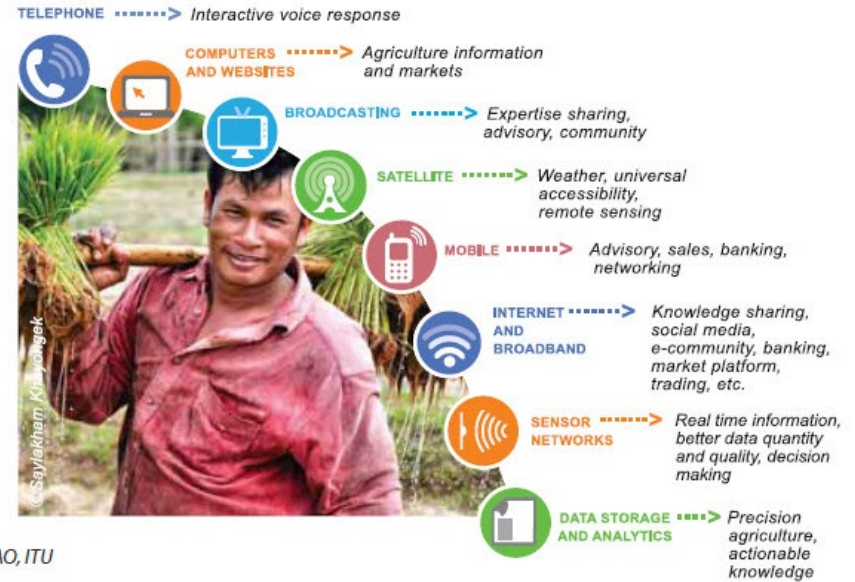 TELEPHONE Interactive voice response
COMPUTERS AND WEBSITES Agriculture information
and markets
BROADCASTING Expertise sharing,
advisory, community
SATELLITE Weather, universal
accessibility,
remote sensing
MOBILE Advisory, sales, banking,
networking
INTERNET AND BROADBAND Knowledge sharing,
social media,
e-community, banking,
market platform,
trading, etc.
SENSOR NETWORKS Real time information,
better data quantity
and quality, decision
making
DATA STORAGE AND ANALYTICS Precision
agriculture,
actionable
knowledge
©Saylakham
AO, ITU